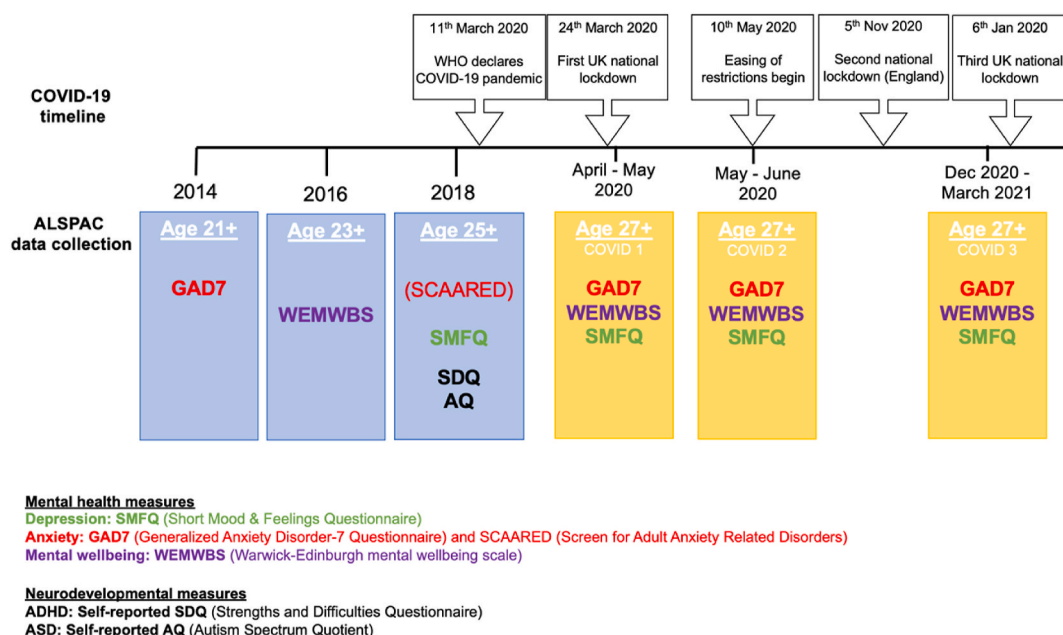 11th March 2020
WHO declares
COVID-19 pandemic
24th March 2020
First UK national
lockdown
10th May 2020
Easing of
restrictions begin
5th Nov 2020
Second national
lockdown (England)
6th Jan 2020
Third UK national
lockdown
COVID-19
timeline
2014
2016
2018
April - May
2020
May - June
2020
Dec 2020 -
March 2021
ALSPAC
data collection
Age 21+
GAD7
Age 23+
WEMWBS
Age 25+
(SCAARED)
SMFQ
SDQ
AQ
Age 27+
COVID 1
GAD7
WEMWBS
SMFQ
Age 27+
COVID 2
GAD7
WEMWBS
SMFQ
Age 27+
COVID 3
GAD7
WEMWBS
SMFQ
Mental health measures
Depression: SMFQ (Short Mood & Feelings Questionnaire)
Anxiety: GAD7 (Generalized Anxiety Disorder-7 Questionnaire) and SCAARED (Screen for Adult Anxiety Related Disorders)
Mental wellbeing: WEMWBS (Warwick-Edinburgh mental wellbeing scale)
Neurodevelopmental measures
ADHD: Self-reported SDQ (Strengths and Difficulties Questionnaire)
ASD: Self-reported AQ (Autism Spectrum Quotient)